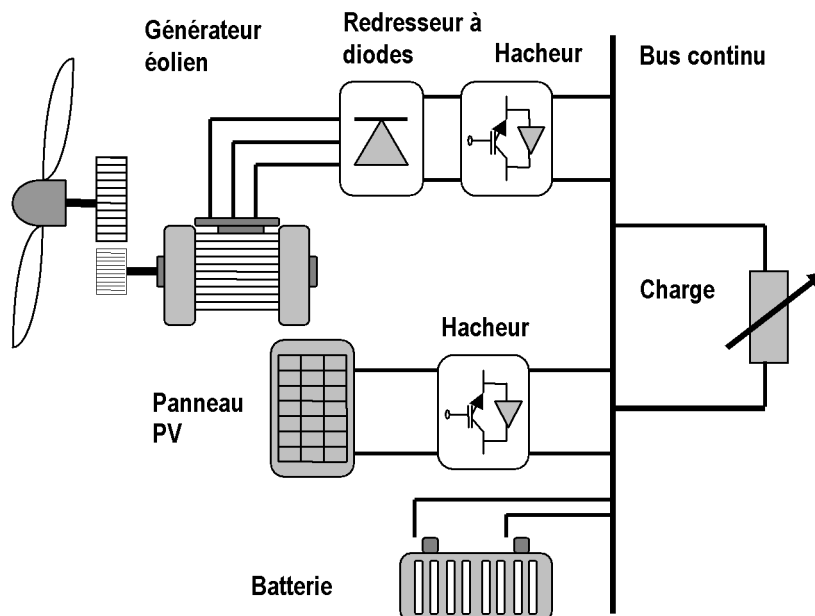 Générateur
éolien
Redresseur à
diodes
Hacheur
Bus continu
Charge
Hacheur
Panneau
PV
Batterie